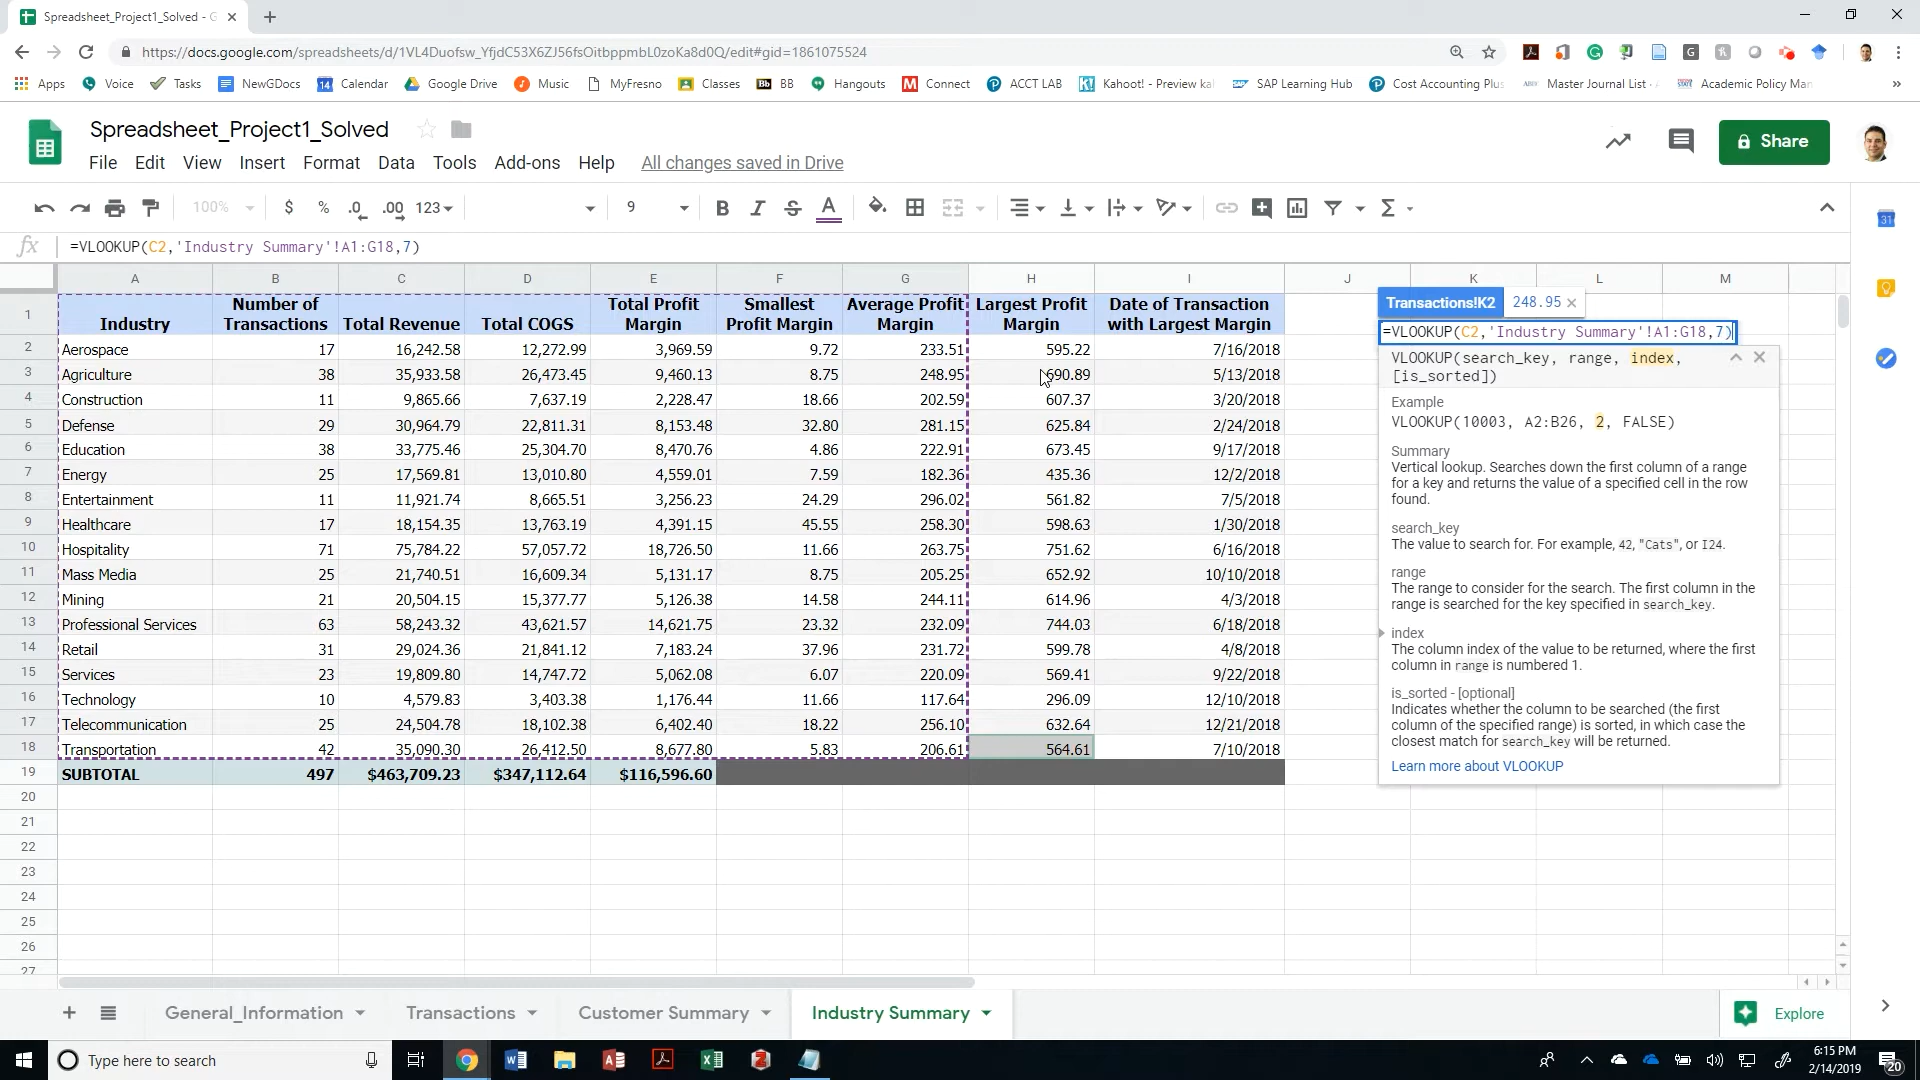 Spreadsheet_Project1_Solved - G
https://docs.google.com/spreadsheets/d/1VL4Duofsw_YfjdC53X6ZJ56fsOitbppmbL0zoKa8d0Q/edit#gid=1861075524
Apps Voice Tasks NewGDocs Calendar Google Drive Music MyFresno Classes BB Hangouts Connect ACCT LAB Kahoot! - Preview ka SAP Learning Hub Cost Accounting Plus Master Journal List - Academic Policy Man
Spreadsheet_Project1_Solved
File Edit View Insert Format Data Tools Add-ons Help All changes saved in Drive
Share
100% $ % .0 .00 123 9 B I S A Σ
fx =VLOOKUP(C2,'Industry Summary'!A1:G18,7)
A B C D E F G H I J K L M
1 Industry Number of Transactions Total Revenue Total COGS Total Profit Margin Smallest Profit Margin Average Profit Margin Largest Profit Margin Date of Transaction with Largest Margin
2 Aerospace 17 16,242.58 12,272.99 3,969.59 9.72 233.51 595.22 7/16/2018
3 Agriculture 38 35,933.58 26,473.45 9,460.13 8.75 248.95 690.89 5/13/2018
4 Construction 11 9,865.66 7,637.19 2,228.47 18.66 202.59 607.37 3/20/2018
5 Defense 29 30,964.79 22,811.31 8,153.48 32.80 281.15 625.84 2/24/2018
6 Education 38 33,775.46 25,304.70 8,470.76 4.86 222.91 673.45 9/17/2018
7 Energy 25 17,569.81 13,010.80 4,559.01 7.59 182.36 435.36 12/2/2018
8 Entertainment 11 11,921.74 8,665.51 3,256.23 24.29 296.02 561.82 7/5/2018
9 Healthcare 17 18,154.35 13,763.19 4,391.15 45.55 258.30 598.63 1/30/2018
10 Hospitality 71 75,784.22 57,057.72 18,726.50 11.66 263.75 751.62 6/16/2018
11 Mass Media 25 21,740.51 16,609.34 5,131.17 8.75 205.25 652.92 10/10/2018
12 Mining 21 20,504.15 15,377.77 5,126.38 14.58 244.11 614.96 4/3/2018
13 Professional Services 63 58,243.32 43,621.57 14,621.75 23.32 232.09 744.03 6/18/2018
14 Retail 31 29,024.36 21,841.12 7,183.24 37.96 231.72 599.78 4/8/2018
15 Services 23 19,809.80 14,747.72 5,062.08 6.07 220.09 569.41 9/22/2018
16 Technology 10 4,579.83 3,403.38 1,176.44 11.66 117.64 296.09 12/10/2018
17 Telecommunication 25 24,504.78 18,102.38 6,402.40 18.22 256.10 632.64 12/21/2018
18 Transportation 42 35,090.30 26,412.50 8,677.80 5.83 206.61 564.61 7/10/2018
19 SUBTOTAL 497 $463,709.23 $347,112.64 $116,596.60
20
21
22
23
24
25
26
27
Transactions!K2 248.95 ×
=VLOOKUP(C2,'Industry Summary'!A1:G18,7)
VLOOKUP(search_key, range, index,
[is_sorted])
Example
VLOOKUP(10003, A2:B26, 2, FALSE)
Summary
Vertical lookup. Searches down the first column of a range
for a key and returns the value of a specified cell in the row
found.
search_key
The value to search for. For example, 42, "Cats", or I24.
range
The range to consider for the search. The first column in the
range is searched for the key specified in search_key.
index
The column index of the value to be returned, where the first
column in range is numbered 1.
is_sorted - [optional]
Indicates whether the column to be searched (the first
column of the specified range) is sorted, in which case the
closest match for search_key will be returned.
Learn more about VLOOKUP
General_Information Transactions Customer Summary Industry Summary Explore
Type here to search
6:15 PM
2/14/2019
20